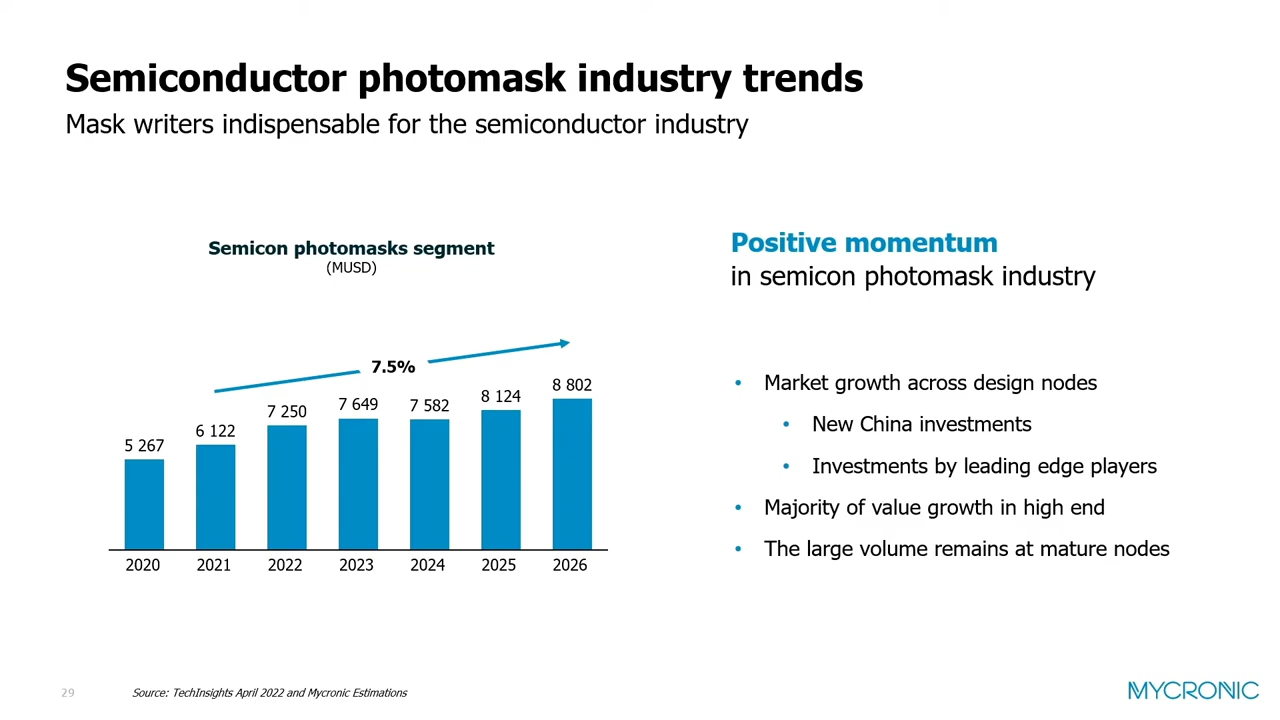 Semiconductor photomask industry trends
Mask writers indispensable for the semiconductor industry
Semicon photomasks segment
(MUSD)
7.5%
5 267
6 122
7 250
7 649
7 582
8 124
8 802
2020 2021 2022 2023 2024 2025 2026
Positive momentum
in semicon photomask industry
• Market growth across design nodes
• New China investments
• Investments by leading edge players
• Majority of value growth in high end
• The large volume remains at mature nodes
29
Source: TechInsights April 2022 and Mycronic Estimations
MYCRONIC